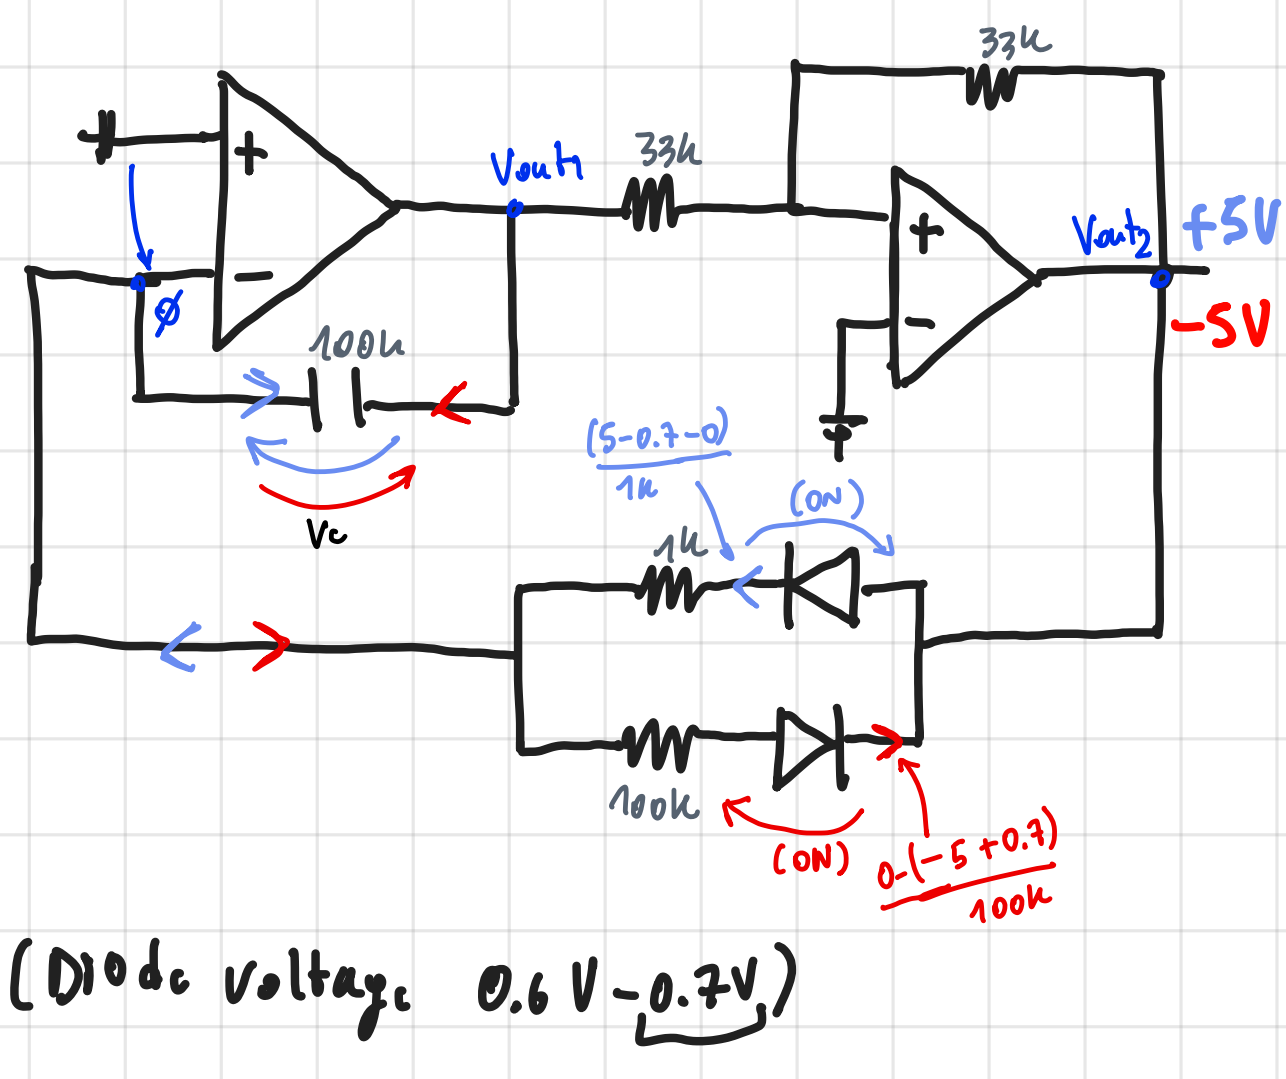 33k
33k
Vout1
+
Vout2
+5V
+
-
∅
-
-5V
100k
(5-0.7-0)
1k
(ON)
Vc
1k
100k
(ON)
0-(-5+0.7)
100k
(Diode voltage 0.6V-0.7V)